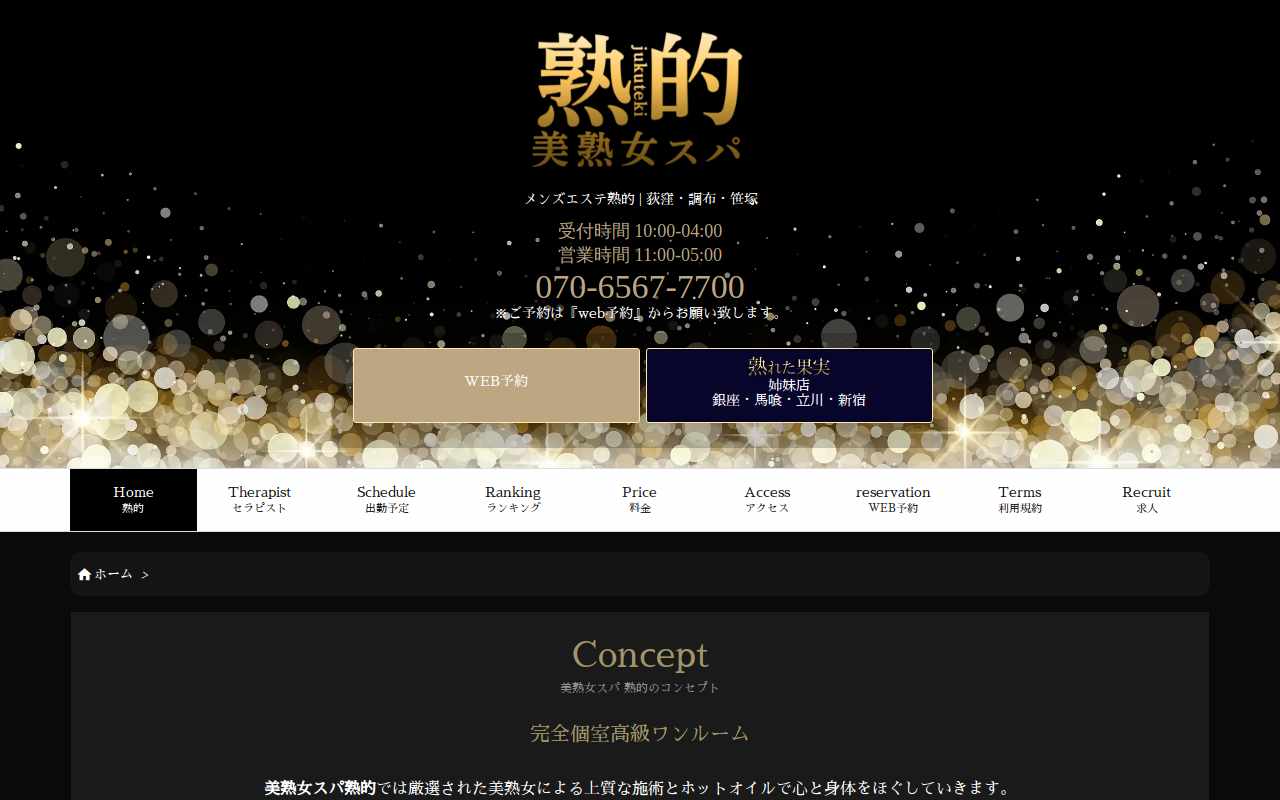 熟的
jukuteki
美熟女スパ
メンズエステ熟的 | 荻窪・調布・笹塚
受付時間 10:00-04:00
営業時間 11:00-05:00
070-6567-7700
※ご予約は『web予約』からお願い致します。
WEB予約
熟れた果実
姉妹店
銀座・馬喰・立川・新宿
Home
熟的
Therapist
セラピスト
Schedule
出勤予定
Ranking
ランキング
Price
料金
Access
アクセス
reservation
WEB予約
Terms
利用規約
Recruit
求人
ホーム >
Concept
美熟女スパ 熟的のコンセプト
完全個室高級ワンルーム
美熟女スパ熟的では厳選された美熟女による上質な施術とホットオイルで心と身体をほぐしていきます。